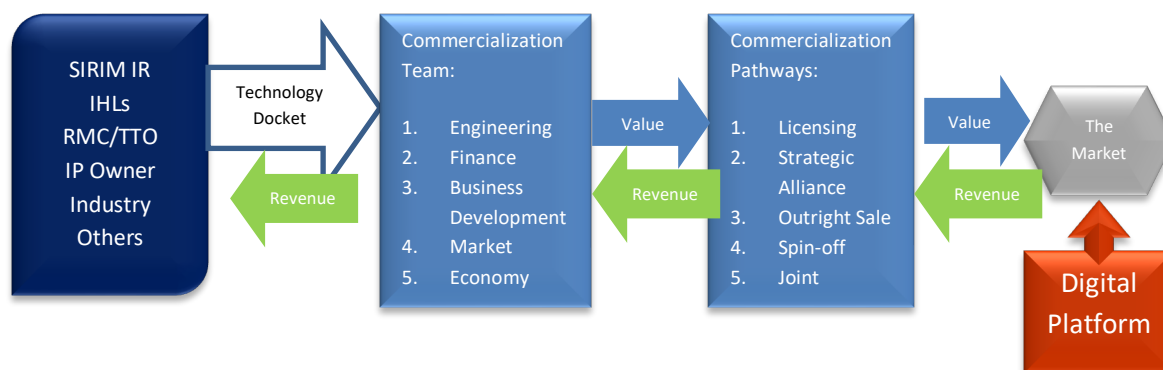 SIRIM IR
IHLs
RMC/TTO
IP Owner
Industry
Others
Technology
Docket
Revenue
Commercialization
Team:
1. Engineering
2. Finance
3. Business
Development
4. Market
5. Economy
Value
Revenue
Commercialization
Pathways:
1. Licensing
2. Strategic
Alliance
3. Outright Sale
4. Spin-off
5. Joint
Value
Revenue
The
Market
Digital
Platform